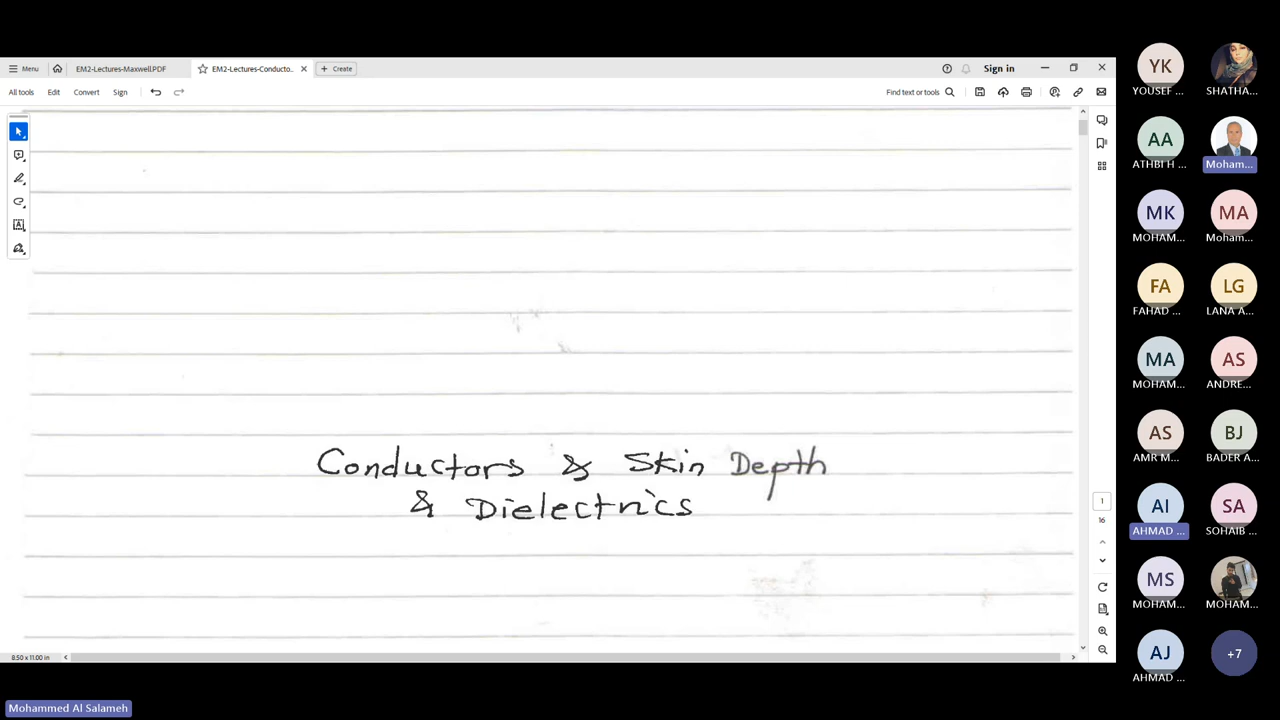 Menu
EM2-Lectures-Maxwell.PDF
EM2-Lectures-Conducto...
Create
Sign in
All tools Edit Convert Sign
Find text or tools
Conductors & Skin Depth
& Dielectrics
1
16
8.50 x 11.00 in
YK
YOUSEF ...
SHATHA...
AA
ATHBI H ...
Moham...
MK
MOHAM...
MA
Moham...
FA
FAHAD ...
LG
LANA A...
MA
MOHAM...
AS
ANDRE...
AS
AMR M...
BJ
BADER A...
AI
AHMAD ...
SA
SOHAIB ...
MS
MOHAM...
MOHAM...
AJ
AHMAD ...
+7
Mohammed Al Salameh